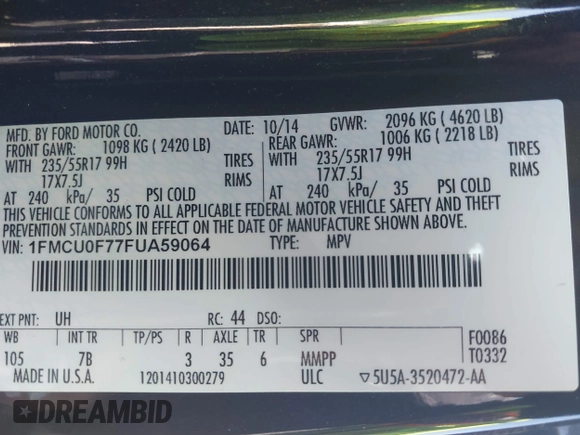 MFD. BY FORD MOTOR CO.
DATE: 10/14 GVWR: 2096 KG ( 4620 LB)
FRONT GAWR: 1098 KG ( 2420 LB) REAR GAWR: 1006 KG ( 2218 LB)
WITH 235/55R17 99H TIRES WITH 235/55R17 99H TIRES
17X7.5J RIMS 17X7.5J RIMS
AT 240 kPa/ 35 PSI COLD AT 240 kPa/ 35 PSI COLD
THIS VEHICLE CONFORMS TO ALL APPLICABLE FEDERAL MOTOR VEHICLE SAFETY AND THEFT
PREVENTION STANDARDS IN EFFECT ON THE DATE OF MANUFACTURE SHOWN ABOVE.
VIN: 1FMCU0F77FUA59064 TYPE: MPV
EXT PNT: UH RC: 44 DSO:
WB INT TR TP/PS R AXLE TR SPR F0086
105 7B 3 35 6 MMPP T0332
MADE IN U.S.A. 1201410300279 ULC ▽5U5A-3520472-AA
DREAMBID